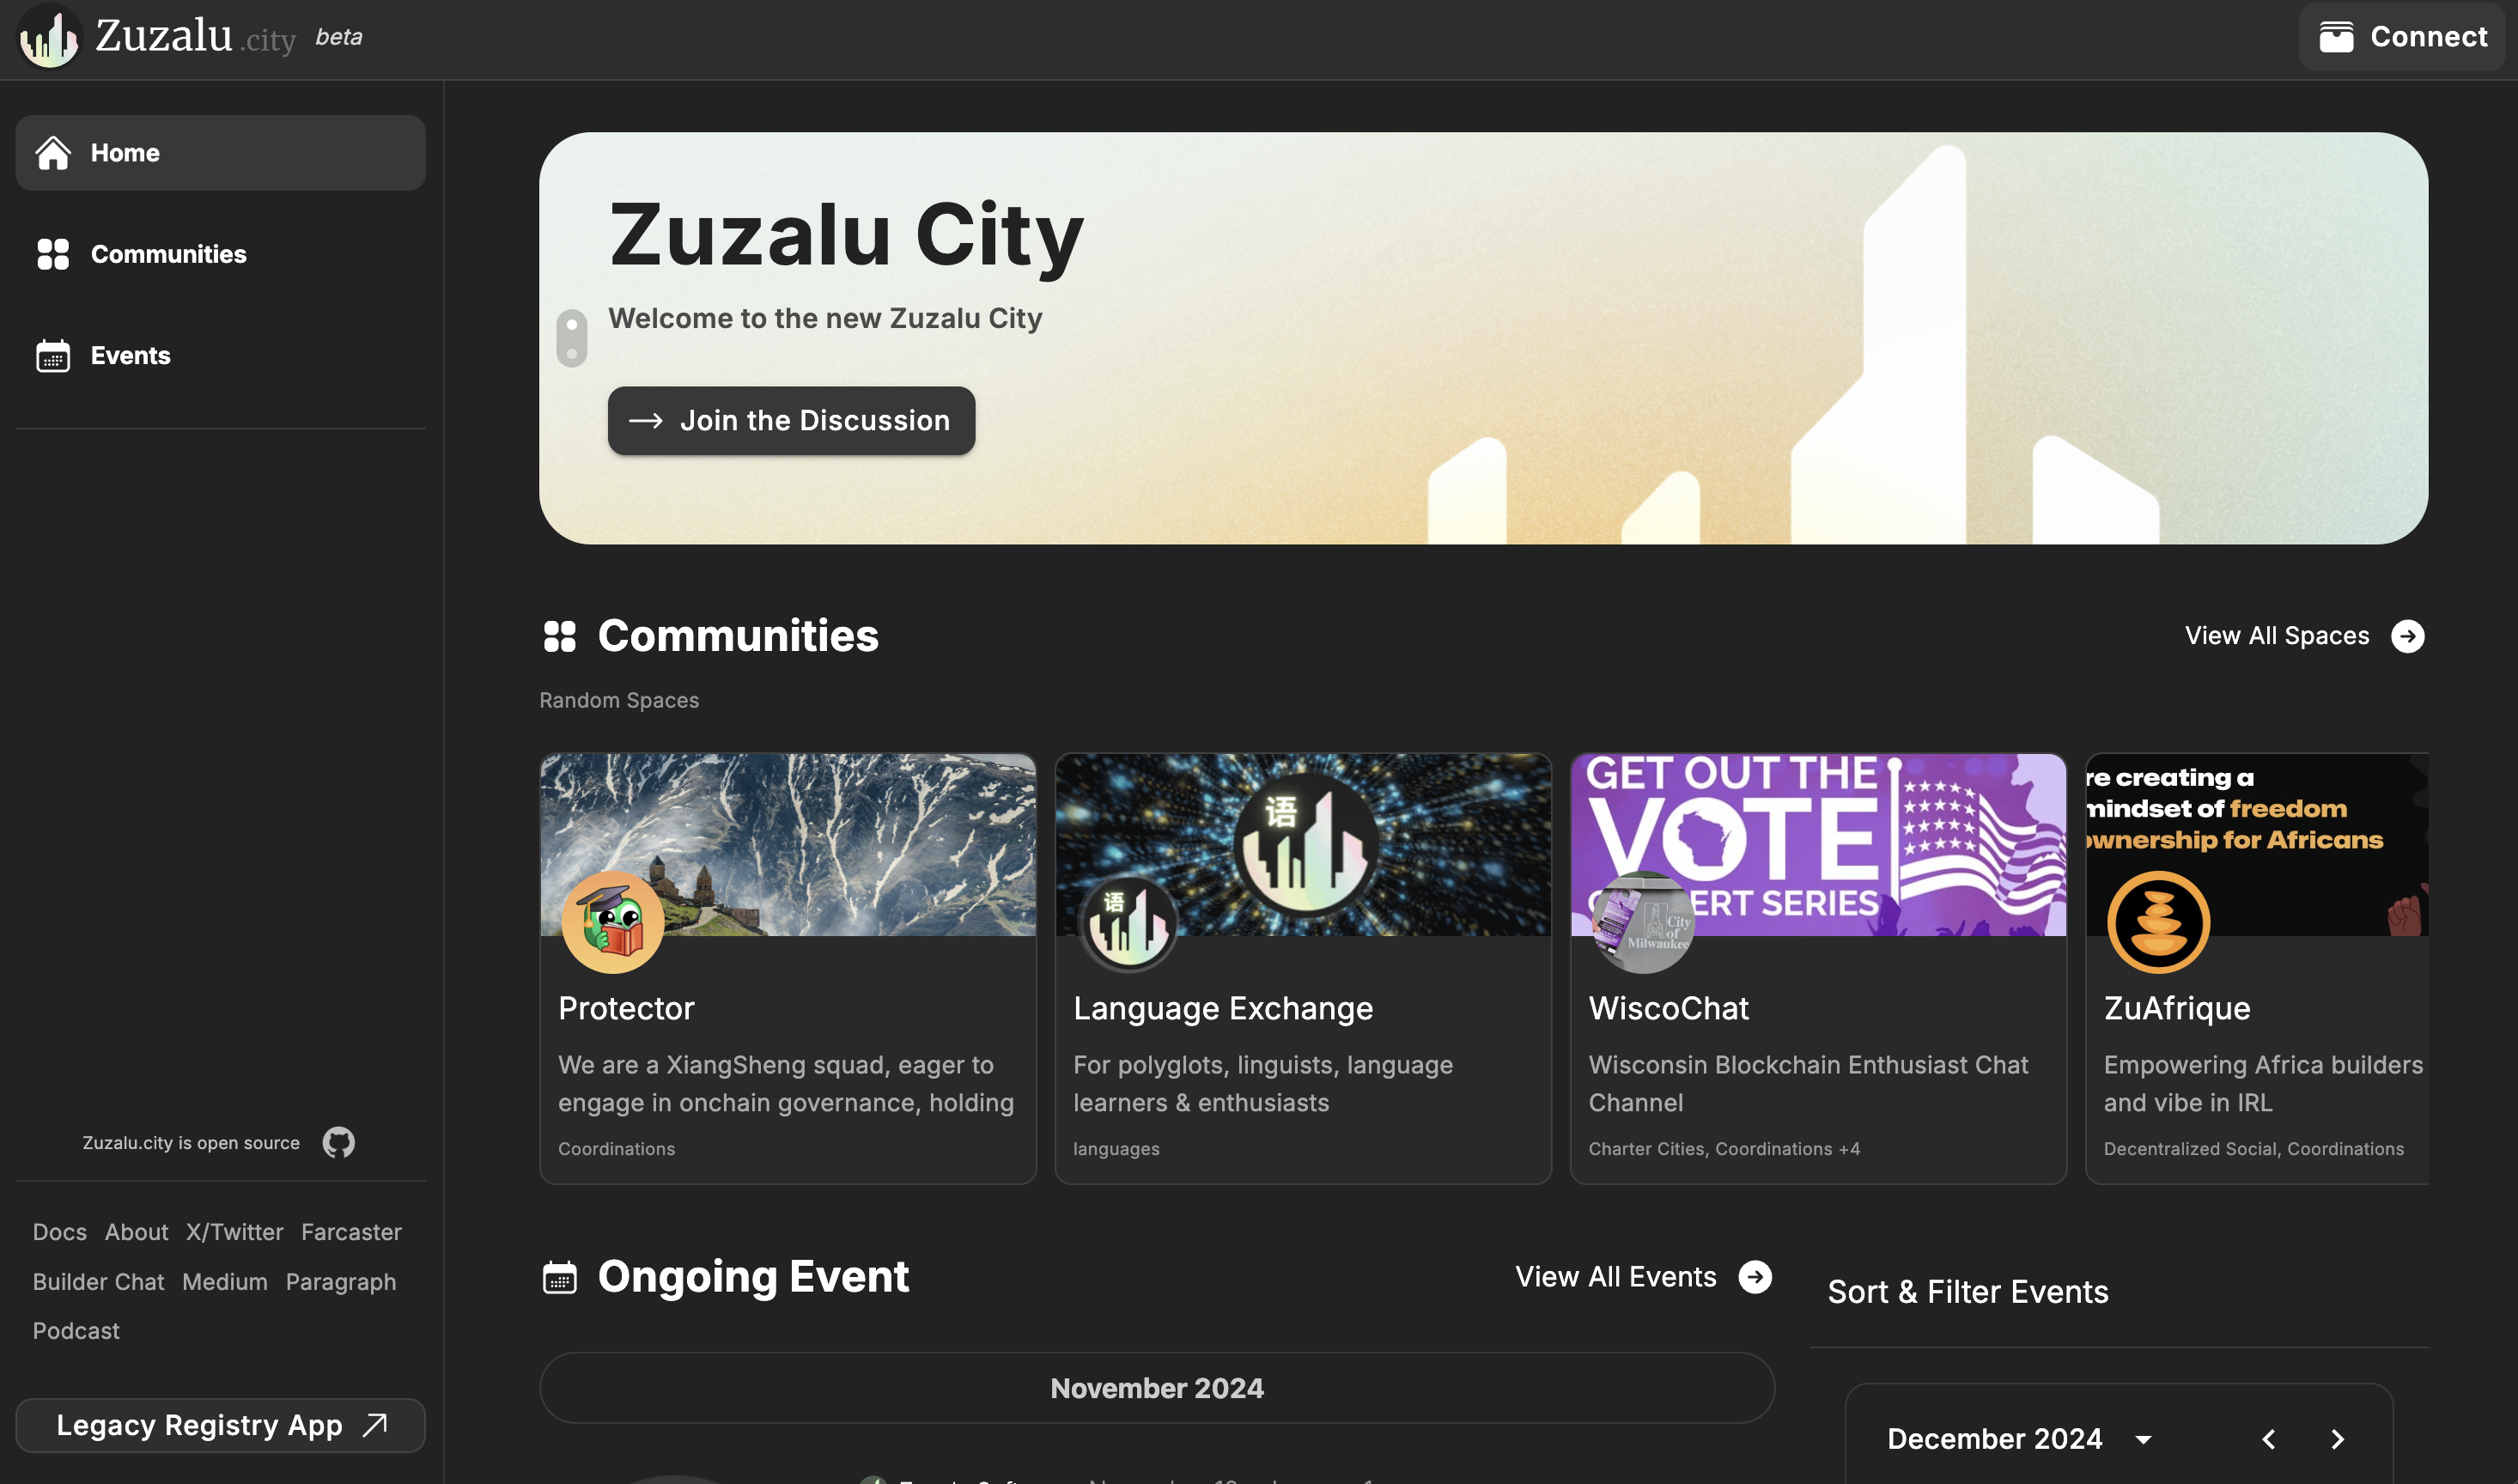 Zuzalu .city beta
Connect
Home
Communities
Events
Zuzalu.city is open source
Docs About X/Twitter Farcaster
Builder Chat Medium Paragraph
Podcast
Legacy Registry App
Zuzalu City
Welcome to the new Zuzalu City
Join the Discussion
Communities
View All Spaces
Random Spaces
Protector
We are a XiangSheng squad, eager to
engage in onchain governance, holding
Coordinations
语
语
Language Exchange
For polyglots, linguists, language
learners & enthusiasts
languages
GET OUT THE
VOTE
ERT SERIES
City
of
Milwaukee
WiscoChat
Wisconsin Blockchain Enthusiast Chat
Channel
Charter Cities, Coordinations +4
re creating a
mindset of freedom
ownership for Africans
ZuAfrique
Empowering Africa builders
and vibe in IRL
Decentralized Social, Coordinations
Ongoing Event
View All Events
November 2024
Sort & Filter Events
December 2024